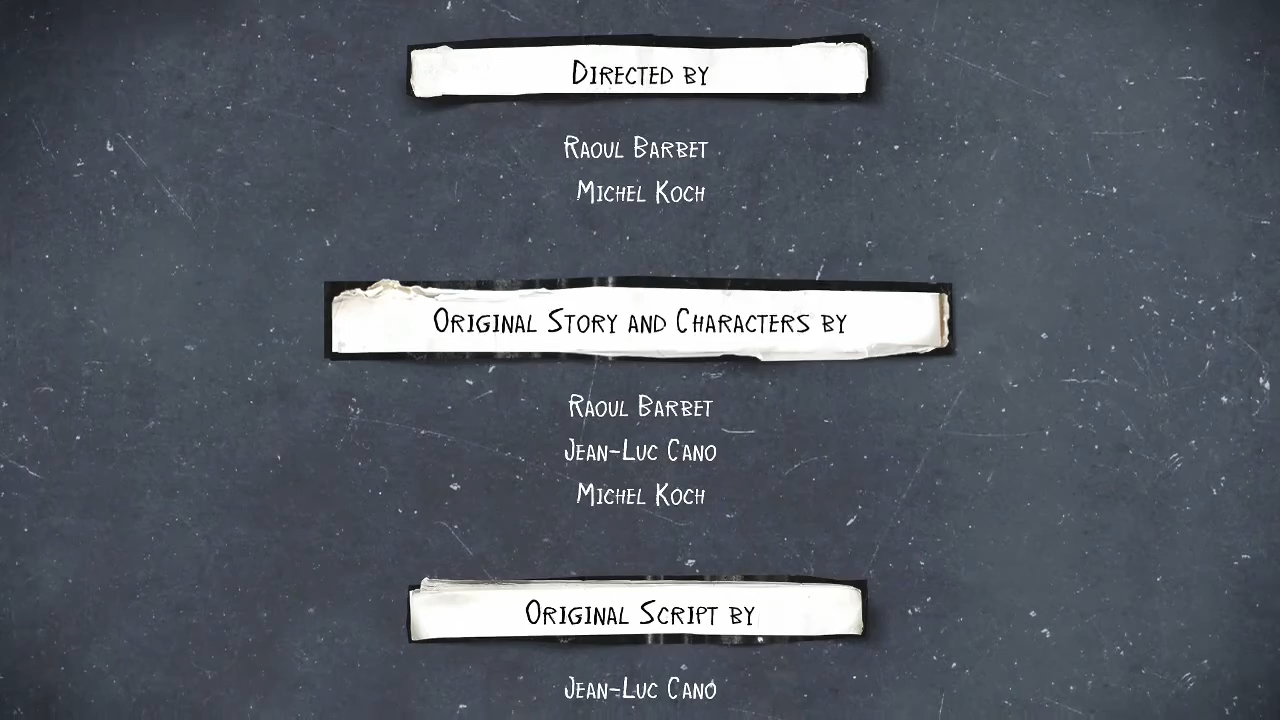 Directed by
Raoul Barbet
Michel Koch
Original Story and Characters by
Raoul Barbet
Jean-Luc Cano
Michel Koch
Original Script by
Jean-Luc Cano